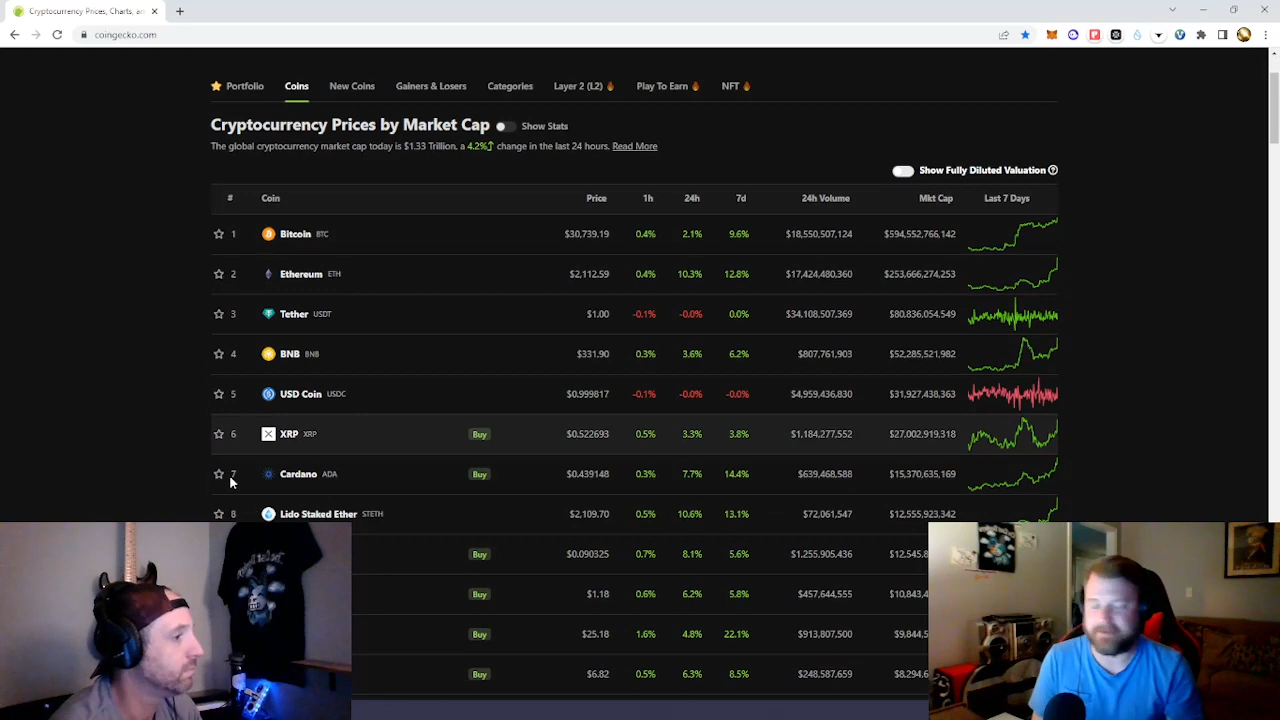 Cryptocurrency Prices, Charts, an
coingecko.com
Portfolio Coins New Coins Gainers & Losers Categories Layer 2 (L2) Play To Earn NFT
Cryptocurrency Prices by Market Cap Show Stats
The global cryptocurrency market cap today is $1.33 Trillion, a 4.2% change in the last 24 hours. Read More
Show Fully Diluted Valuation
# Coin Price 1h 24h 7d 24h Volume Mkt Cap Last 7 Days
1 Bitcoin BTC $30,739.19 0.4% 2.1% 9.6% $18,550,507,124 $594,552,766,142
2 Ethereum ETH $2,112.59 0.4% 10.3% 12.8% $17,424,480,360 $253,666,274,253
3 Tether USDT $1.00 -0.1% -0.0% 0.0% $34,108,507,369 $80,836,054,549
4 BNB BNB $331.90 0.3% 3.6% 6.2% $807,761,903 $52,285,521,982
5 USD Coin USDC $0.999817 -0.1% -0.0% -0.0% $4,959,436,830 $31,927,438,363
6 XRP XRP Buy $0.522693 0.5% 3.3% 3.8% $1,184,277,552 $27,002,919,318
7 Cardano ADA Buy $0.439148 0.3% 7.7% 14.4% $639,468,588 $15,370,635,169
8 Lido Staked Ether STETH $2,109.70 0.5% 10.6% 13.1% $72,061,547 $12,555,923,342
Buy $0.090325 0.7% 8.1% 5.6% $1,255,905,436 $12,545,8
Buy $1.18 0.6% 6.2% 5.8% $457,644,555 $10,843,4
Buy $25.18 1.6% 4.8% 22.1% $913,807,500 $9,844,5
Buy $6.82 0.5% 6.3% 8.5% $248,587,659 $8,294,6